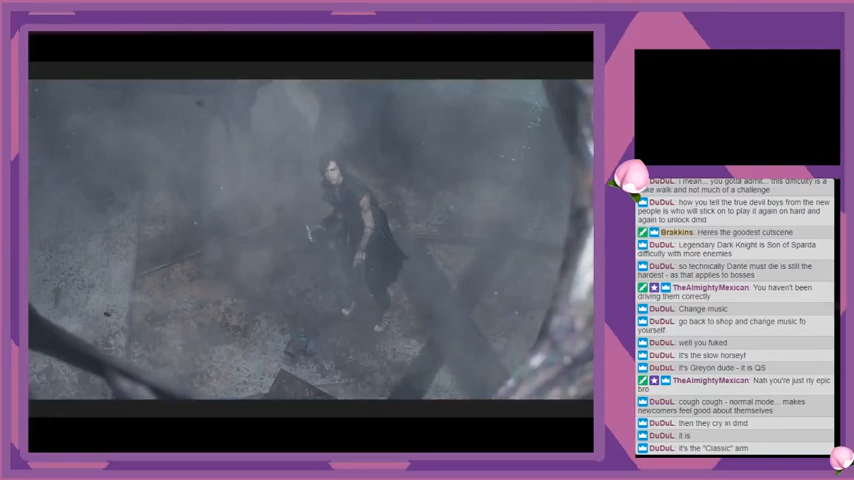 DuDuL: I mean... you gotta admit... this difficulty is a
cake walk and not much of a challenge
DuDuL: how you tell the true devil boys from the new
people is who will stick on to play it again on hard and
again to unlock dmd
Brakkins: Heres the goodest cutscene
DuDuL: Legendary Dark Knight is Son of Sparda
difficulty with more enemies
DuDuL: so technically Dante must die is still the
hardest - as that applies to bosses
TheAlmightyMexican: You haven't been
driving them correctly
DuDuL: Change music
DuDuL: go back to shop and change music fo
yourself
DuDuL: well you fuked
DuDuL: It's the slow horsey!
DuDuL: it's Greyon dude - it is QS
TheAlmightyMexican: Nah you're just rly epic
bro
DuDuL: cough cough - normal mode... makes
newcomers feel good about themselves
DuDuL: then they cry in dmd
DuDuL: it is
DuDuL: it's the "Classic" arm